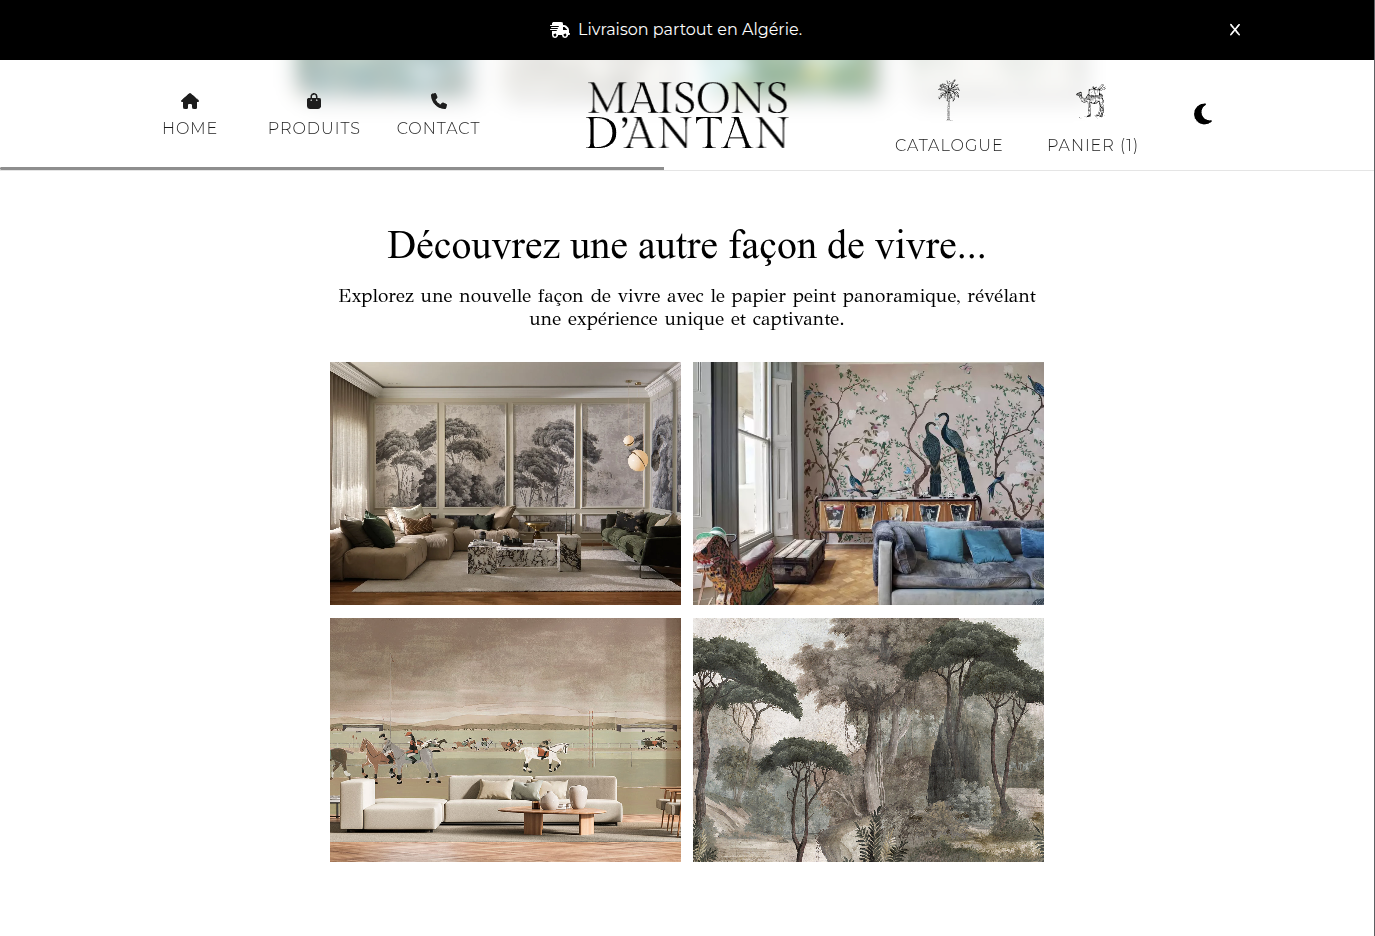 Livraison partout en Algérie.
X
HOME
PRODUITS
CONTACT
MAISONS
D'ANTAN
CATALOGUE
PANIER (1)
Découvrez une autre façon de vivre...
Explorez une nouvelle façon de vivre avec le papier peint panoramique, révélant
une expérience unique et captivante.